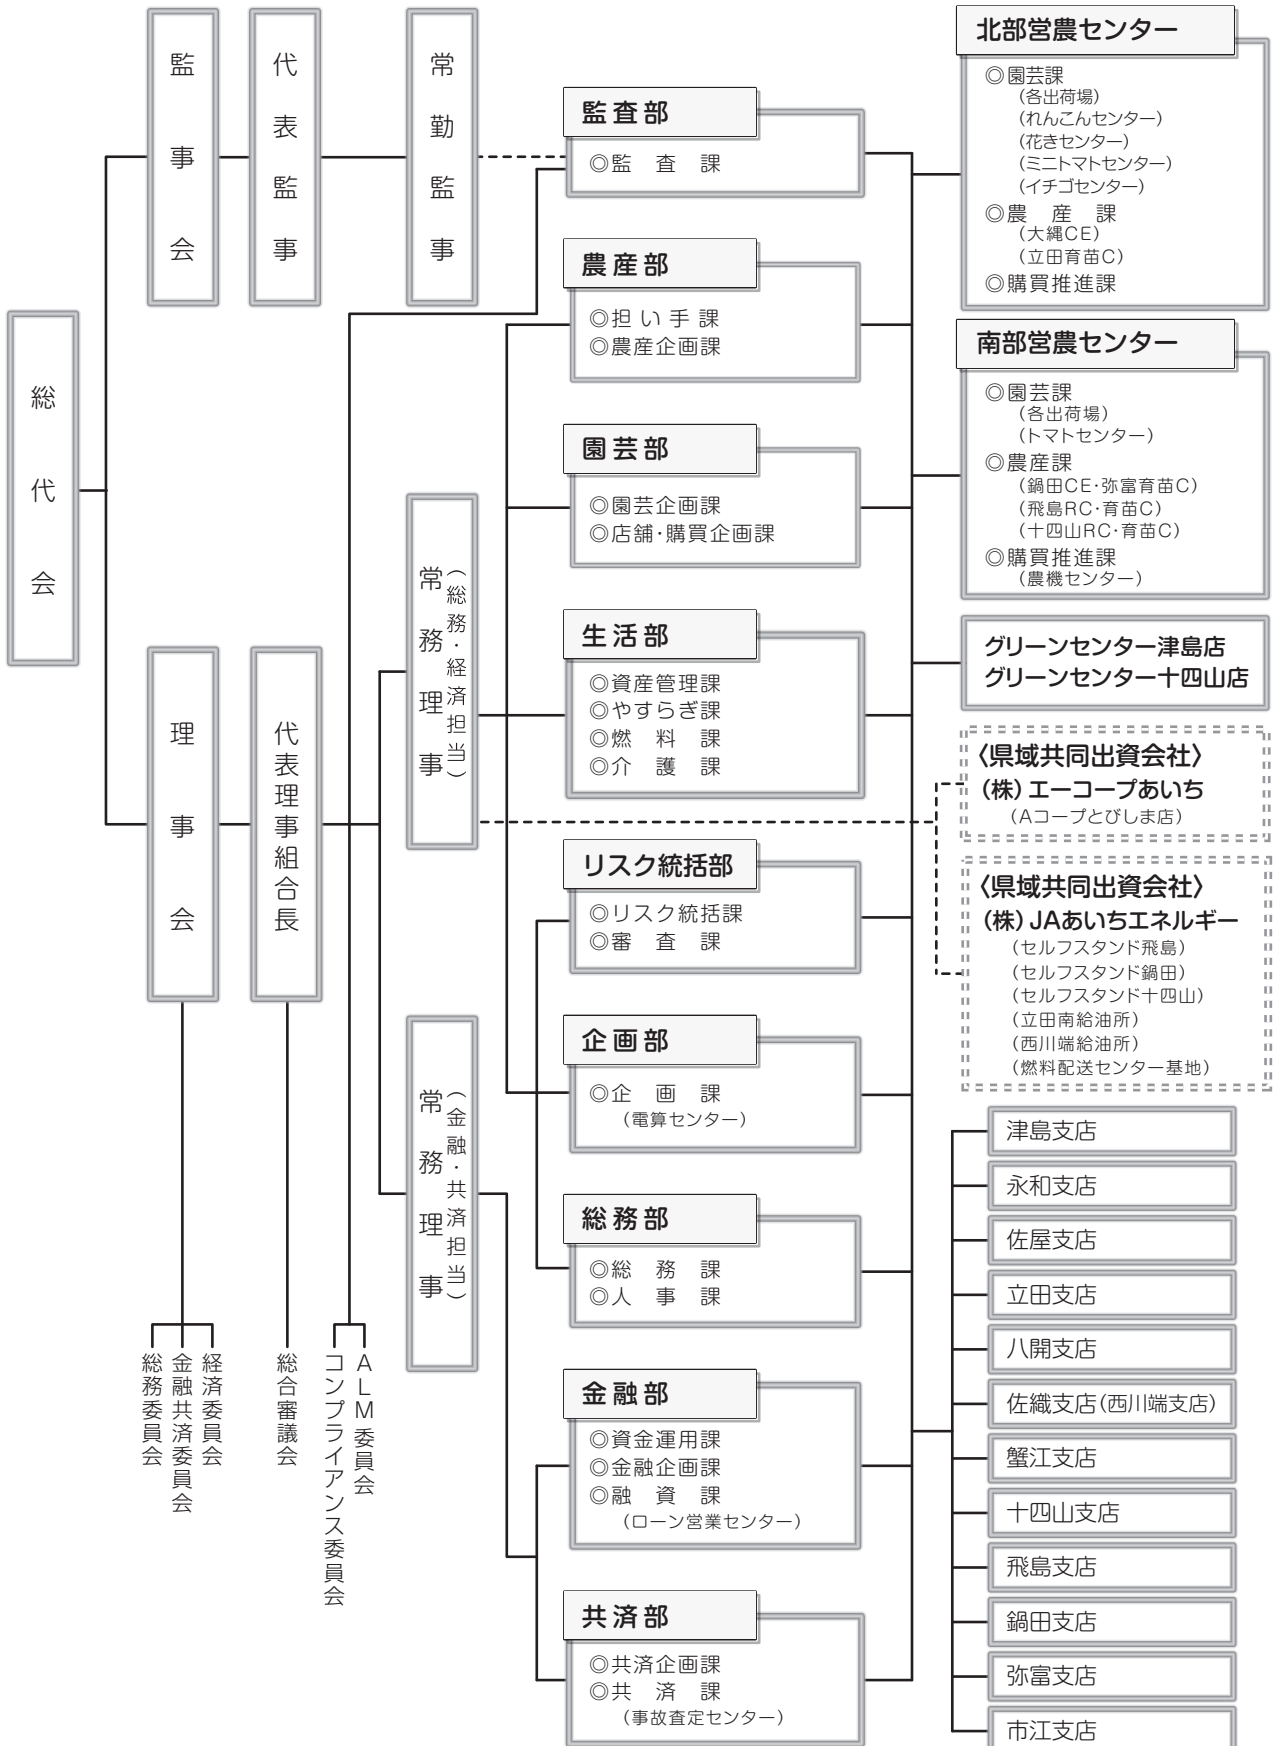 総代会
監事会
代表監事
常勤監事
理事会
代表理事組合長
常務理事
（総務・経済担当）
常務理事
（金融・共済担当）
総務委員会
金融共済委員会
経済委員会
総合審議会
コンプライアンス委員会
ALM委員会
監査部
◎監　査　課
農産部
◎担い手課
◎農産企画課
園芸部
◎園芸企画課
◎店舗・購買企画課
生活部
◎資産管理課
◎やすらぎ課
◎燃　料　課
◎介　護　課
リスク統括部
◎リスク統括課
◎審　査　課
企画部
◎企　画　課
（電算センター）
総務部
◎総　務　課
◎人　事　課
金融部
◎資金運用課
◎金融企画課
◎融　資　課
（ローン営業センター）
共済部
◎共済企画課
◎共　済　課
（事故査定センター）
北部営農センター
◎園芸課
（各出荷場）
（れんこんセンター）
（花きセンター）
（ミニトマトセンター）
（イチゴセンター）
◎農　産　課
（大縄CE）
（立田育苗C）
◎購買推進課
南部営農センター
◎園芸課
（各出荷場）
（トマトセンター）
◎農産課
（鍋田CE・弥富育苗C）
（飛島RC・育苗C）
（十四山RC・育苗C）
◎購買推進課
（農機センター）
グリーンセンター津島店
グリーンセンター十四山店
〈県域共同出資会社〉
（株）エーコープあいち
（Aコープとびしま店）
〈県域共同出資会社〉
（株）JAあいちエネルギー
（セルフスタンド飛島）
（セルフスタンド鍋田）
（セルフスタンド十四山）
（立田南給油所）
（西川端給油所）
（燃料配送センター基地）
津島支店
永和支店
佐屋支店
立田支店
八開支店
佐織支店（西川端支店）
蟹江支店
十四山支店
飛島支店
鍋田支店
弥富支店
市江支店